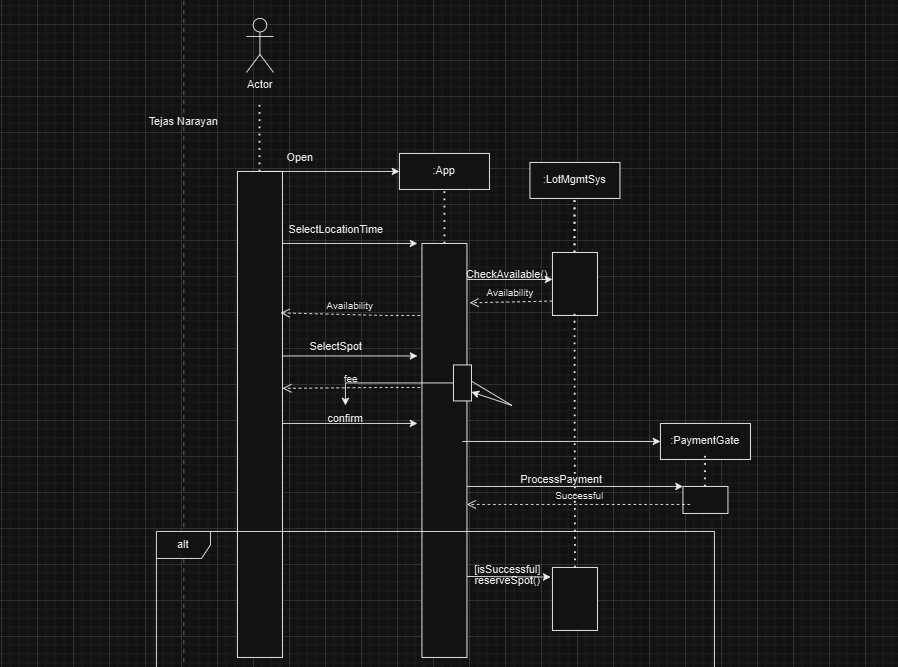 Actor
Tejas Narayan
Open
:App
:LotMgmtSys
SelectLocationTime
CheckAvailable()
Availability
Availability
SelectSpot
fee
confirm
:PaymentGate
ProcessPayment
Successful
alt
[isSuccessful]
reserveSpot()